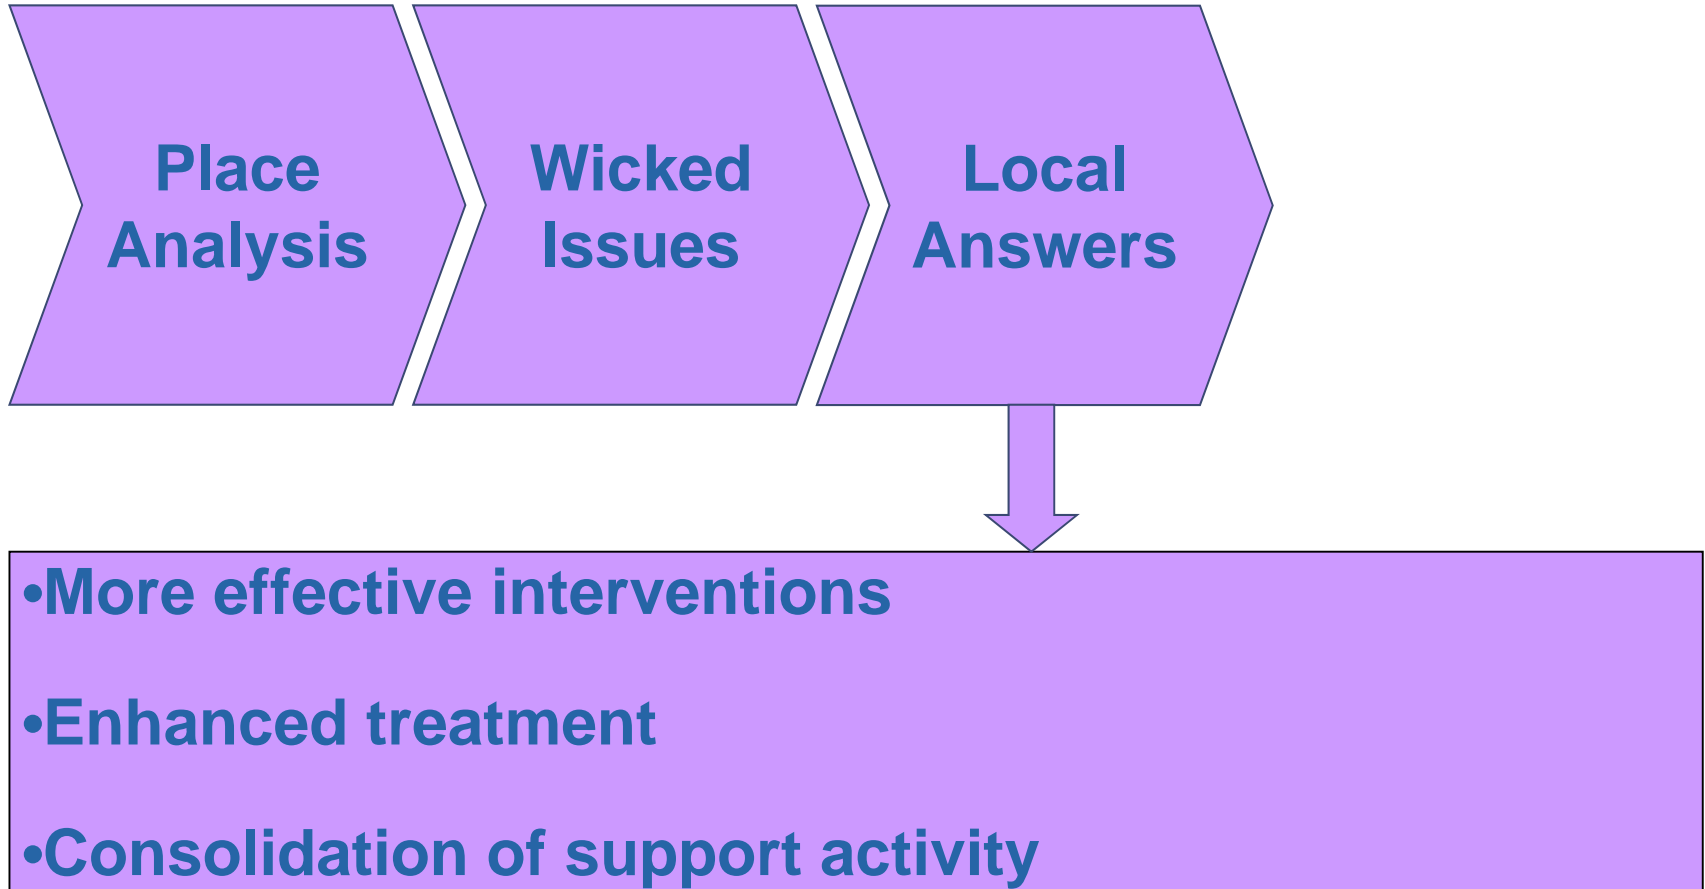 Place
Analysis
Wicked
Issues
Local
Answers
•More effective interventions
•Enhanced treatment
•Consolidation of support activity